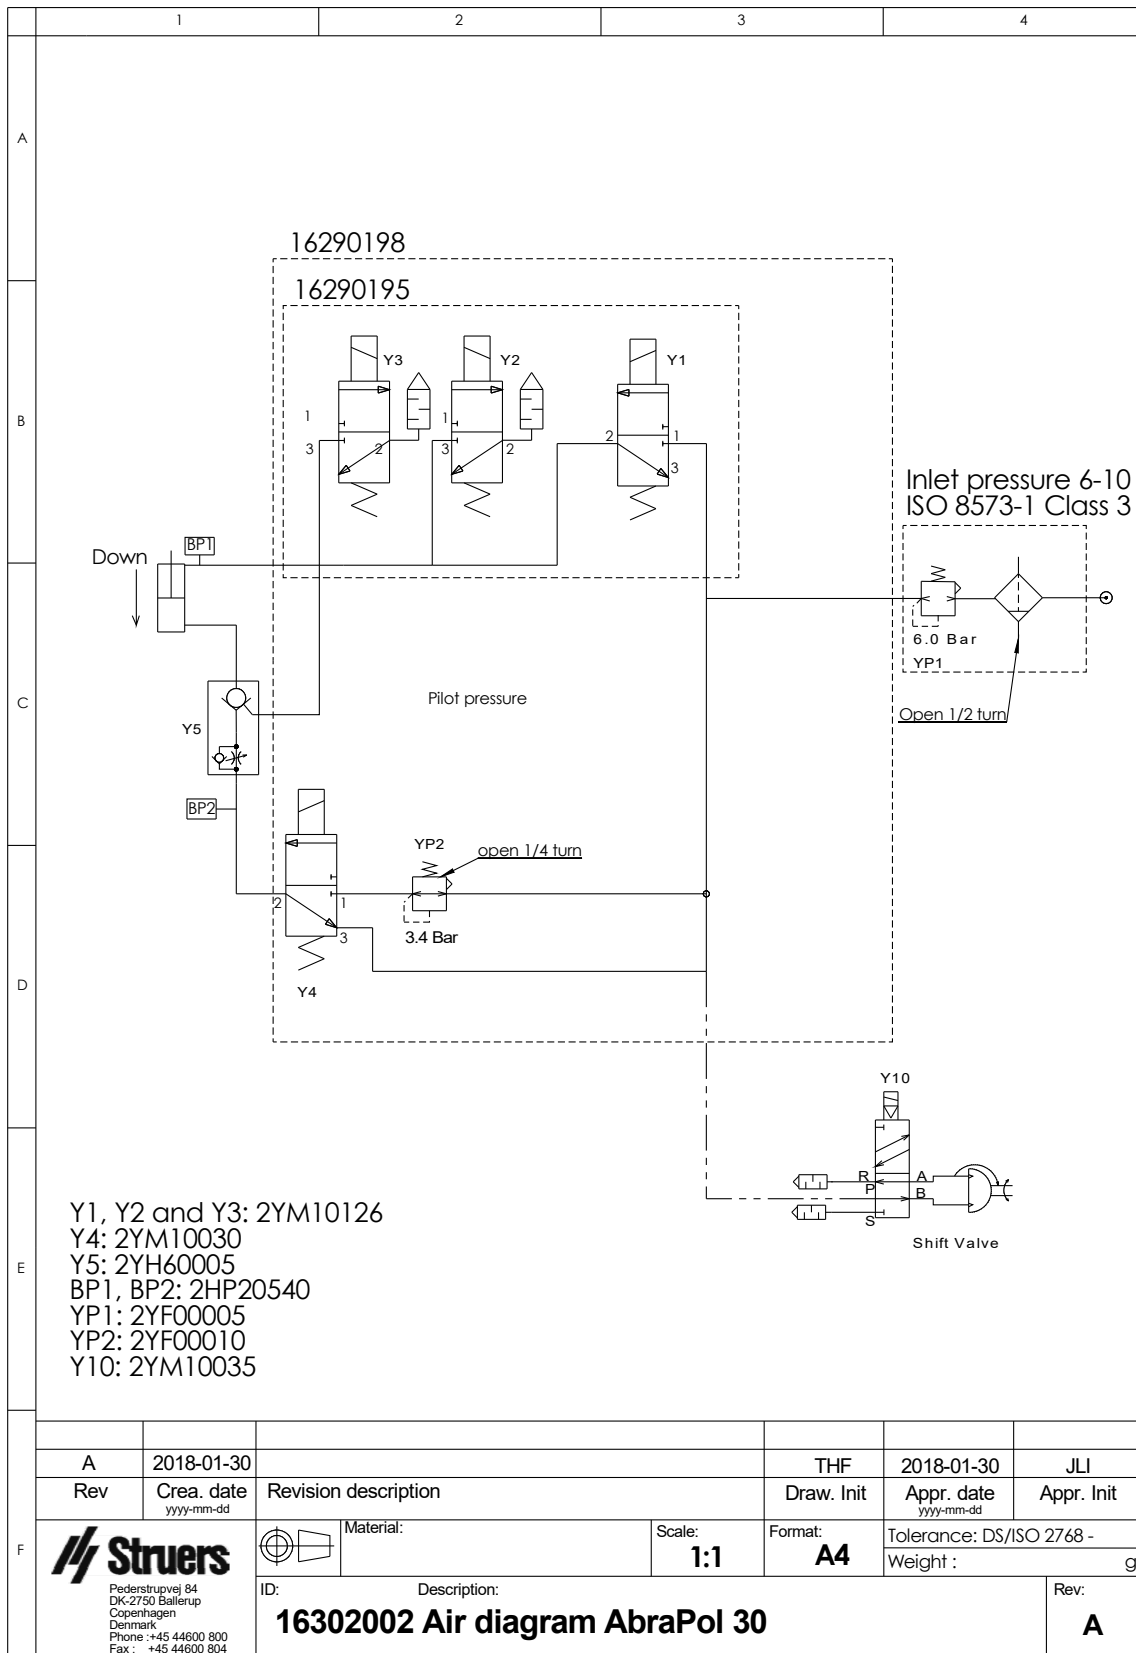 1 2 3 4
A
16290198
16290195
Y3 Y2 Y1
B
1 1 1
3 2 3 2 2 3
Inlet pressure 6-10
ISO 8573-1 Class 3
Down
BP1
6.0 Bar
YP1
C
Pilot pressure
Open 1/2 turn
Y5
BP2
YP2
open 1/4 turn
2 1
3
3.4 Bar
D
Y4
Y10
R A
P B
S
Shift Valve
Y1, Y2 and Y3: 2YM10126
Y4: 2YM10030
E
Y5: 2YH60005
BP1, BP2: 2HP20540
YP1: 2YF00005
YP2: 2YF00010
Y10: 2YM10035
A 2018-01-30 THF 2018-01-30 JLI
Rev Crea. date Revision description Draw. Init Appr. date Appr. Init
yyyy-mm-dd yyyy-mm-dd
F
Struers
Material:
Scale:
1:1
Format:
A4
Tolerance: DS/ISO 2768 -
Weight : g
Pederstrupvej 84
DK-2750 Ballerup
Copenhagen
Denmark
Phone :+45 44600 800
Fax : +45 44600 804
ID: Description:
16302002 Air diagram AbraPol 30
Rev:
A